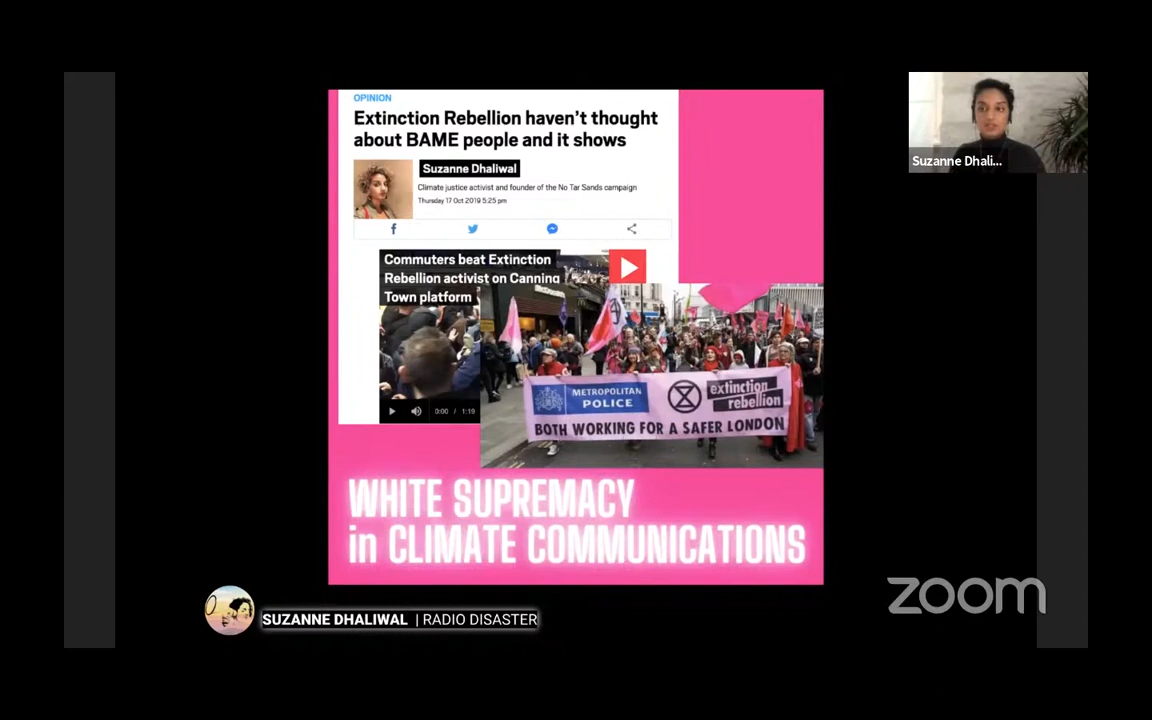 OPINION
Extinction Rebellion haven't thought
about BAME people and it shows
Suzanne Dhaliwal
Climate justice activist and founder of the No Tar Sands campaign
Thursday 17 Oct 2019 5:25 pm
Commuters beat Extinction
Rebellion activist on Canning
Town platform
0:00 / 1:19
METROPOLITAN
POLICE
extinction
rebellion
BOTH WORKING FOR A SAFER LONDON
WHITE SUPREMACY
in CLIMATE COMMUNICATIONS
SUZANNE DHALIWAL | RADIO DISASTER
Suzanne Dhali...
zoom